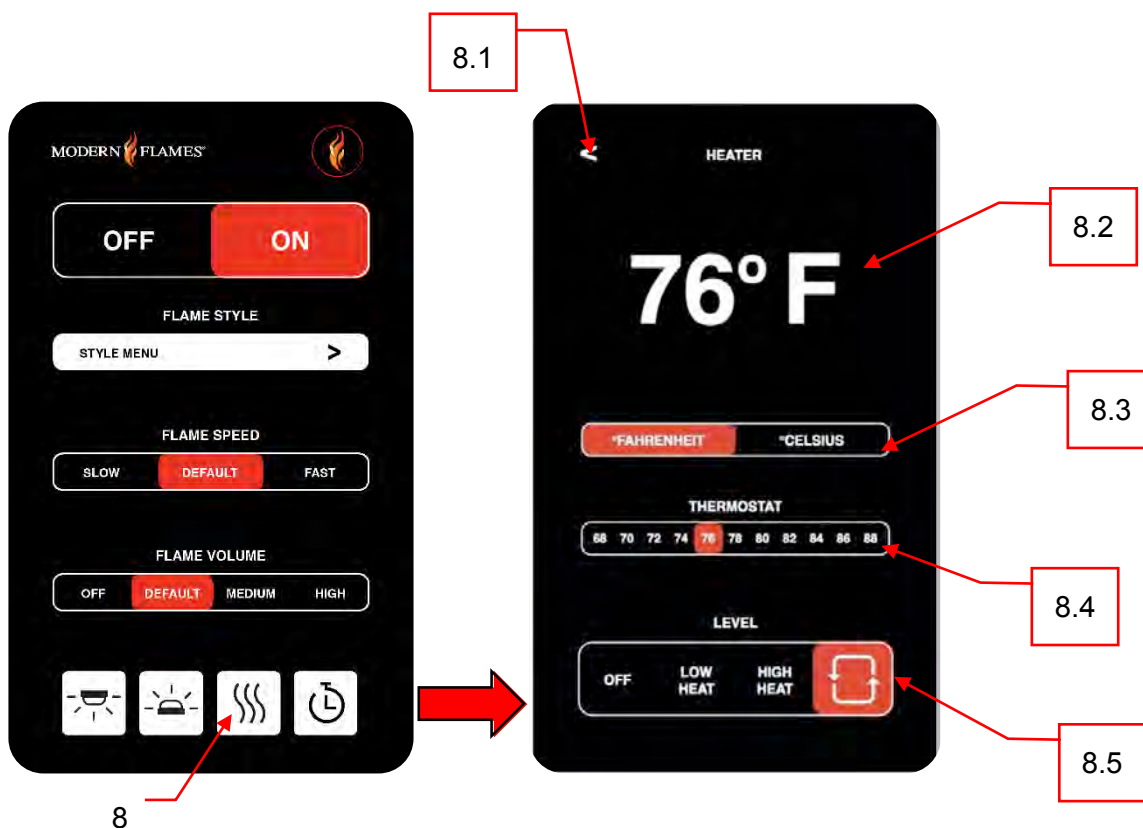 8.1
MODERN FLAMES®
OFF ON
FLAME STYLE
STYLE MENU >
FLAME SPEED
SLOW DEFAULT FAST
FLAME VOLUME
OFF DEFAULT MEDIUM HIGH
8
< HEATER
8.2
76° F
8.3
°FAHRENHEIT °CELSIUS
THERMOSTAT
68 70 72 74 76 78 80 82 84 86 88
8.4
LEVEL
OFF LOW HEAT HIGH HEAT
8.5